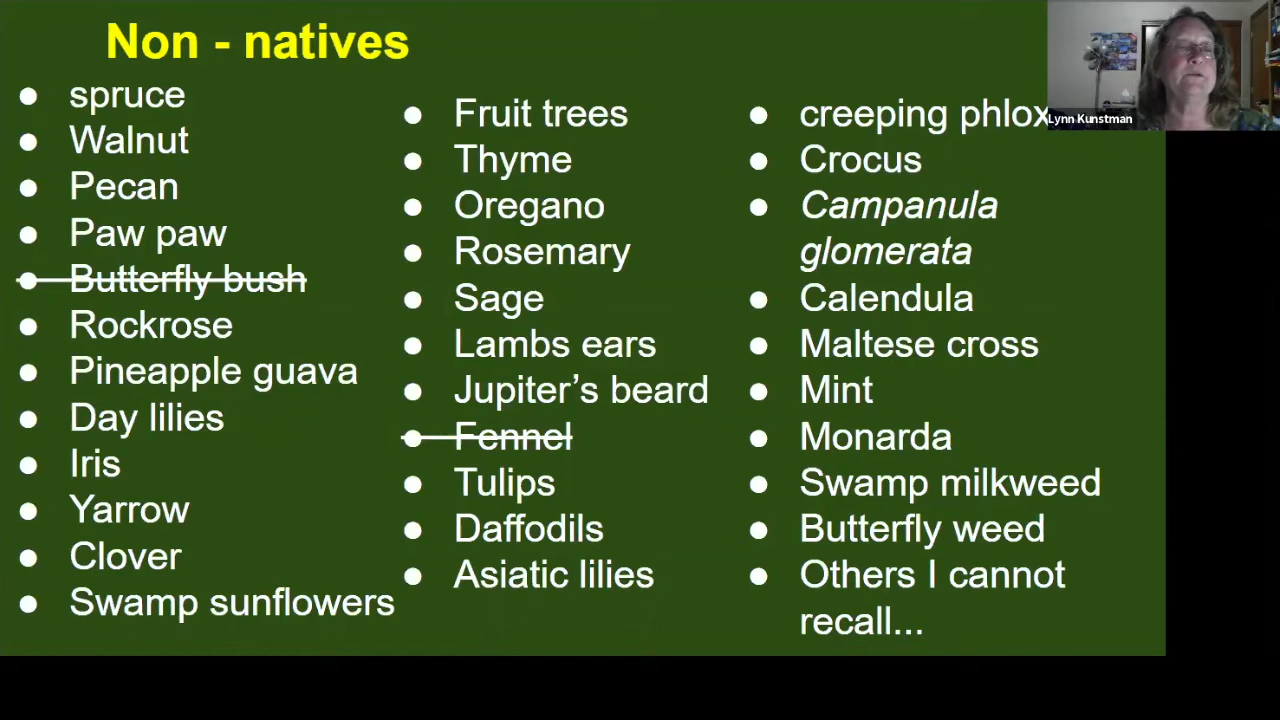 Non - natives
● spruce
● Walnut
● Pecan
● Paw paw
● Butterfly bush
● Rockrose
● Pineapple guava
● Day lilies
● Iris
● Yarrow
● Clover
● Swamp sunflowers
● Fruit trees
● Thyme
● Oregano
● Rosemary
● Sage
● Lambs ears
● Jupiter’s beard
● Fennel
● Tulips
● Daffodils
● Asiatic lilies
● creeping phlox
● Crocus
● Campanula
glomerata
● Calendula
● Maltese cross
● Mint
● Monarda
● Swamp milkweed
● Butterfly weed
● Others I cannot
recall...
Lynn Kunstman